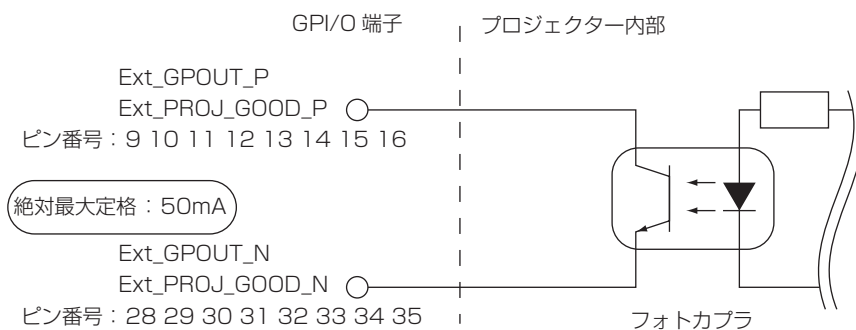 GPI/O 端子
プロジェクター内部
Ext_GPOUT_P
Ext_PROJ_GOOD_P
ピン番号：9 10 11 12 13 14 15 16
絶対最大定格：50mA
Ext_GPOUT_N
Ext_PROJ_GOOD_N
ピン番号：28 29 30 31 32 33 34 35
フォトカプラ